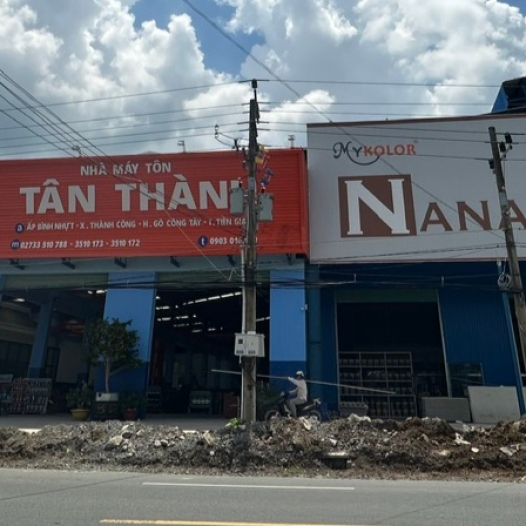 NHÀ MÁY TÔN
TÂN THÀNH
ẤP BÌNH NHỰT - X. THÀNH CÔNG - H. GÒ CÔNG TÂY - T. TIỀN GIANG
02733 510 788 - 3510 173 - 3510 172
0903 01
MYKOLOR
NANA